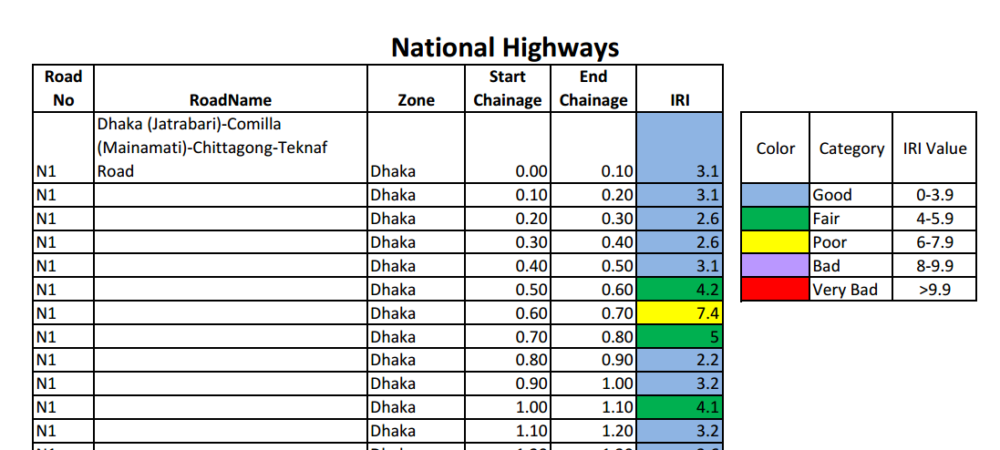 National Highways
Road No RoadName Zone Start Chainage End Chainage IRI
N1 Dhaka (Jatrabari)-Comilla (Mainamati)-Chittagong-Teknaf Road Dhaka 0.00 0.10 3.1
N1 Dhaka 0.10 0.20 3.1
N1 Dhaka 0.20 0.30 2.6
N1 Dhaka 0.30 0.40 2.6
N1 Dhaka 0.40 0.50 3.1
N1 Dhaka 0.50 0.60 4.2
N1 Dhaka 0.60 0.70 7.4
N1 Dhaka 0.70 0.80 5
N1 Dhaka 0.80 0.90 2.2
N1 Dhaka 0.90 1.00 3.2
N1 Dhaka 1.00 1.10 4.1
N1 Dhaka 1.10 1.20 3.2
Color Category IRI Value
Good 0-3.9
Fair 4-5.9
Poor 6-7.9
Bad 8-9.9
Very Bad >9.9